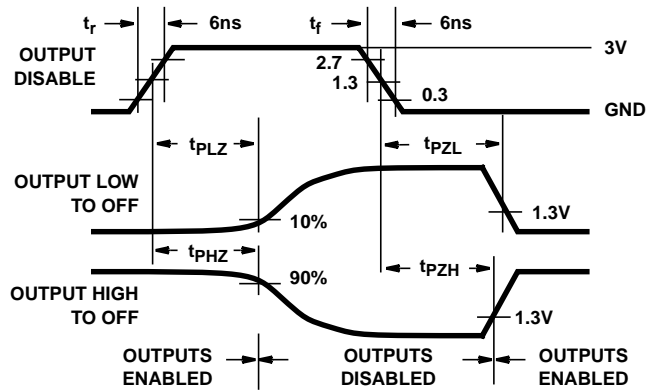 tr 6ns tf 6ns
OUTPUT
DISABLE
2.7
1.3
0.3
3V
GND
tPLZ tPZL
OUTPUT LOW
TO OFF
10%
1.3V
tPHZ tPZH
OUTPUT HIGH
TO OFF
90%
1.3V
OUTPUTS
ENABLED
OUTPUTS
DISABLED
OUTPUTS
ENABLED